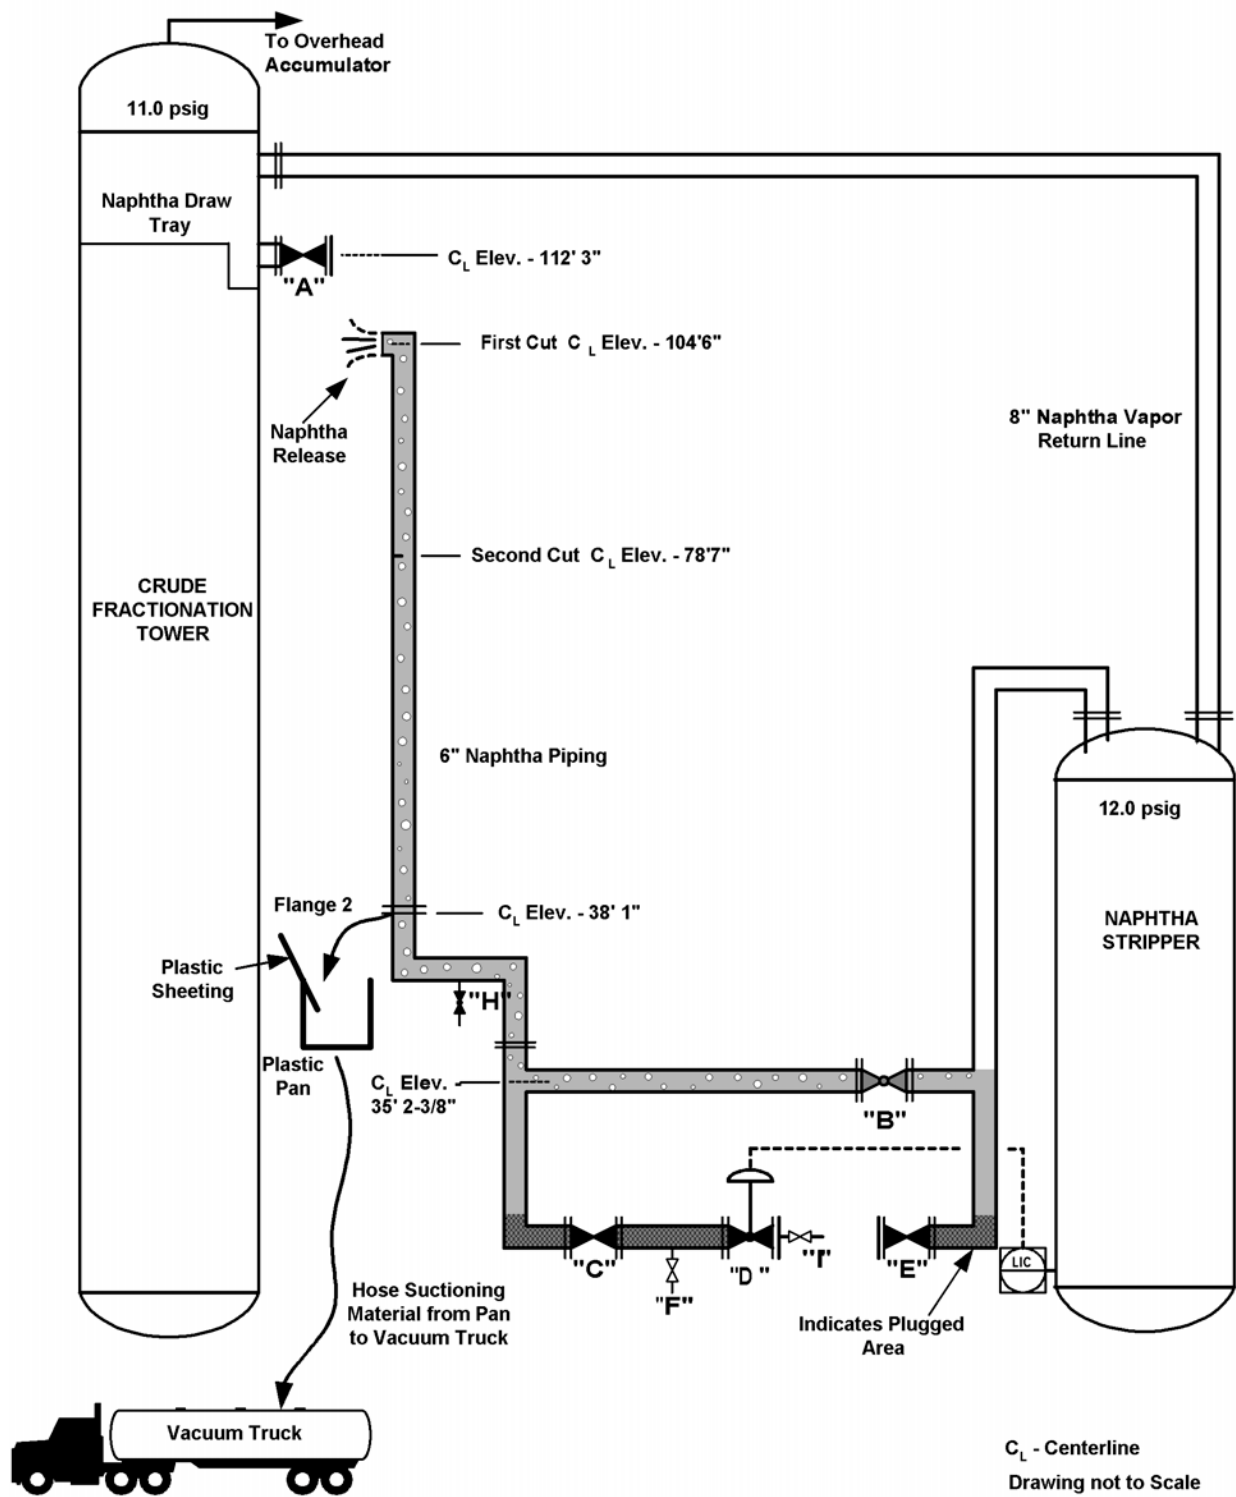 To Overhead
Accumulator
11.0 psig
Naphtha Draw
Tray
"A"
CL Elev. - 112' 3"
First Cut CL Elev. - 104'6"
Naphtha
Release
8" Naphtha Vapor
Return Line
Second Cut CL Elev. - 78'7"
CRUDE
FRACTIONATION
TOWER
6" Naphtha Piping
12.0 psig
Flange 2
CL Elev. - 38' 1"
NAPHTHA
STRIPPER
Plastic
Sheeting
"H"
Plastic
Pan
CL Elev. -
35' 2-3/8"
"B"
"C"
"D"
"I"
"E"
LIC
"F"
Hose Suctioning
Material from Pan
to Vacuum Truck
Indicates Plugged
Area
Vacuum Truck
CL - Centerline
Drawing not to Scale